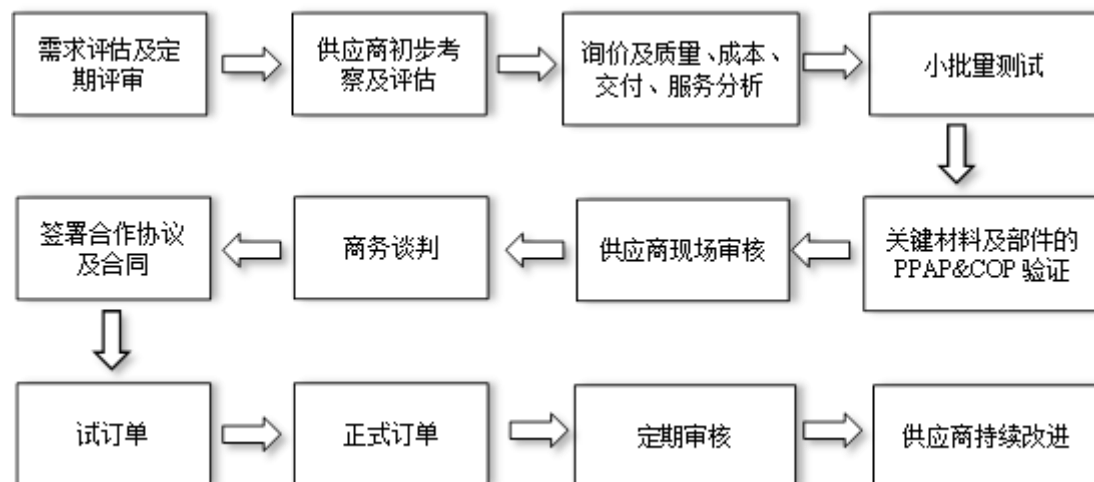 需求评估及定
期评审
供应商初步考
察及评估
询价及质量、成本、
交付、服务分析
小批量测试
关键材料及部件的
PPAP&COP 验证
供应商现场审核
商务谈判
签署合作协议
及合同
试订单
正式订单
定期审核
供应商持续改进